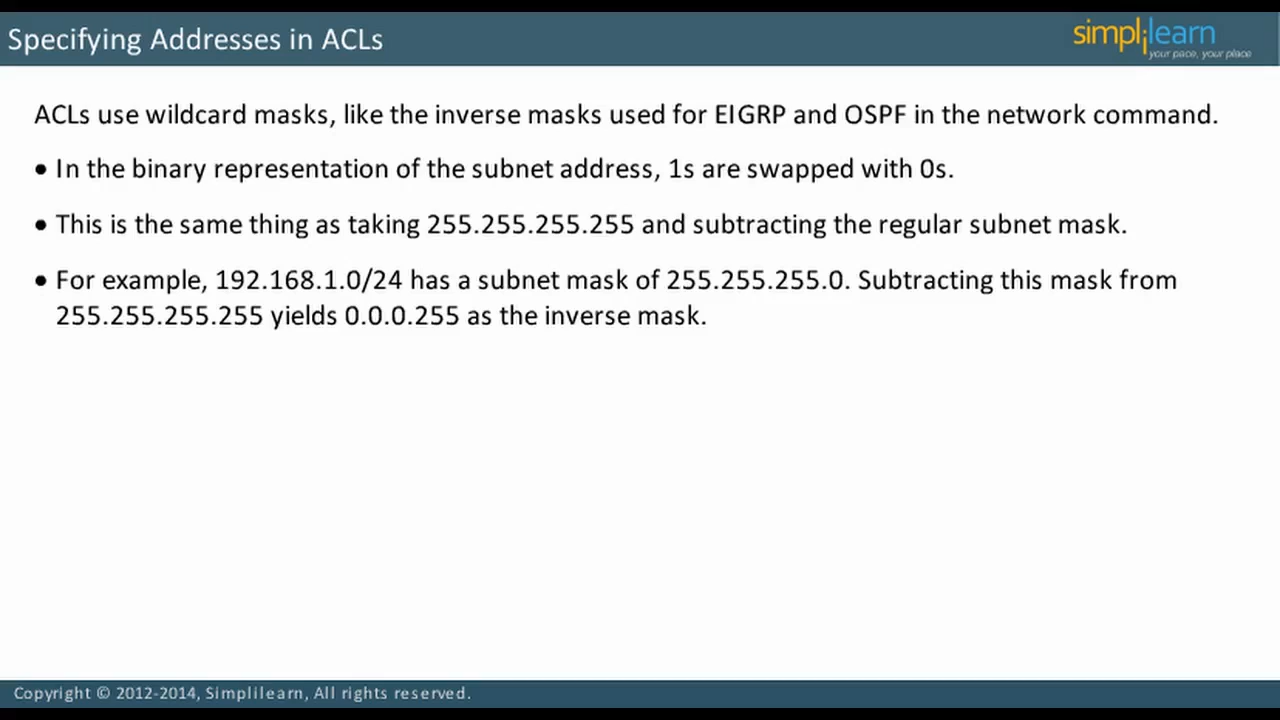 Specifying Addresses in ACLs
simplilearn
your pace, your place
ACLs use wildcard masks, like the inverse masks used for EIGRP and OSPF in the network command.
• In the binary representation of the subnet address, 1s are swapped with 0s.
• This is the same thing as taking 255.255.255.255 and subtracting the regular subnet mask.
• For example, 192.168.1.0/24 has a subnet mask of 255.255.255.0. Subtracting this mask from
255.255.255.255 yields 0.0.0.255 as the inverse mask.
Copyright © 2012-2014, Simplilearn, All rights reserved.